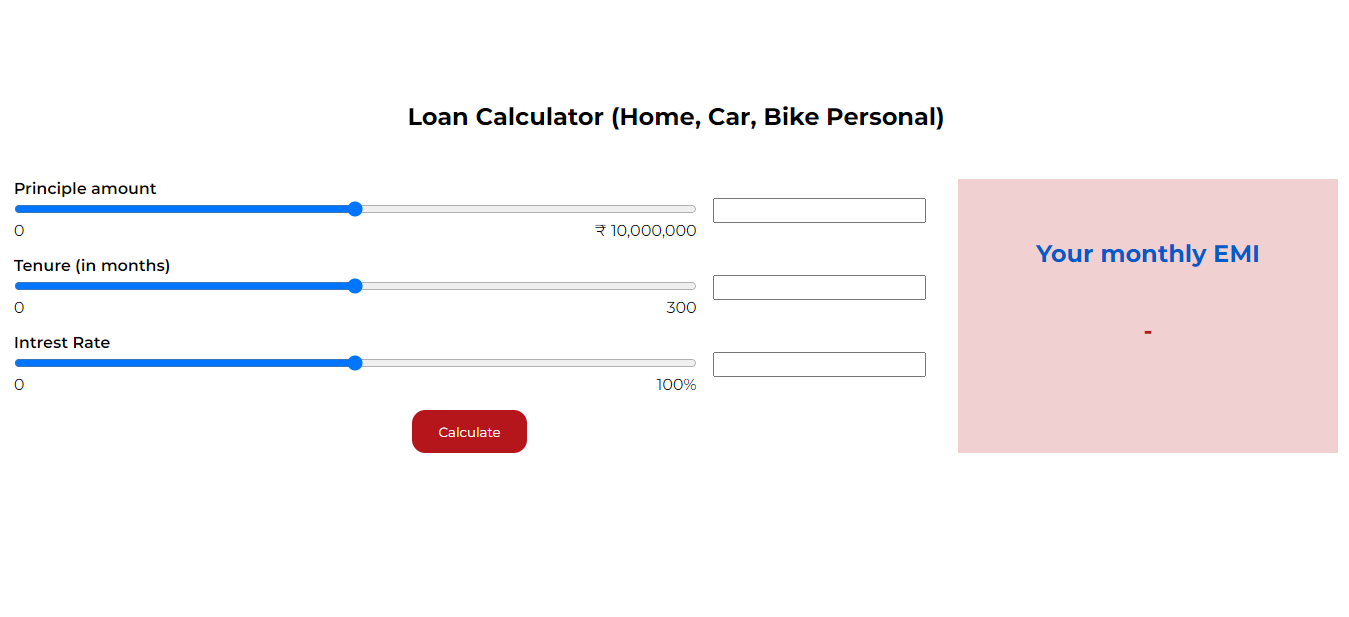 Loan Calculator (Home, Car, Bike Personal)
Principle amount
0
₹ 10,000,000
Tenure (in months)
0
300
Intrest Rate
0
100%
Calculate
Your monthly EMI
-